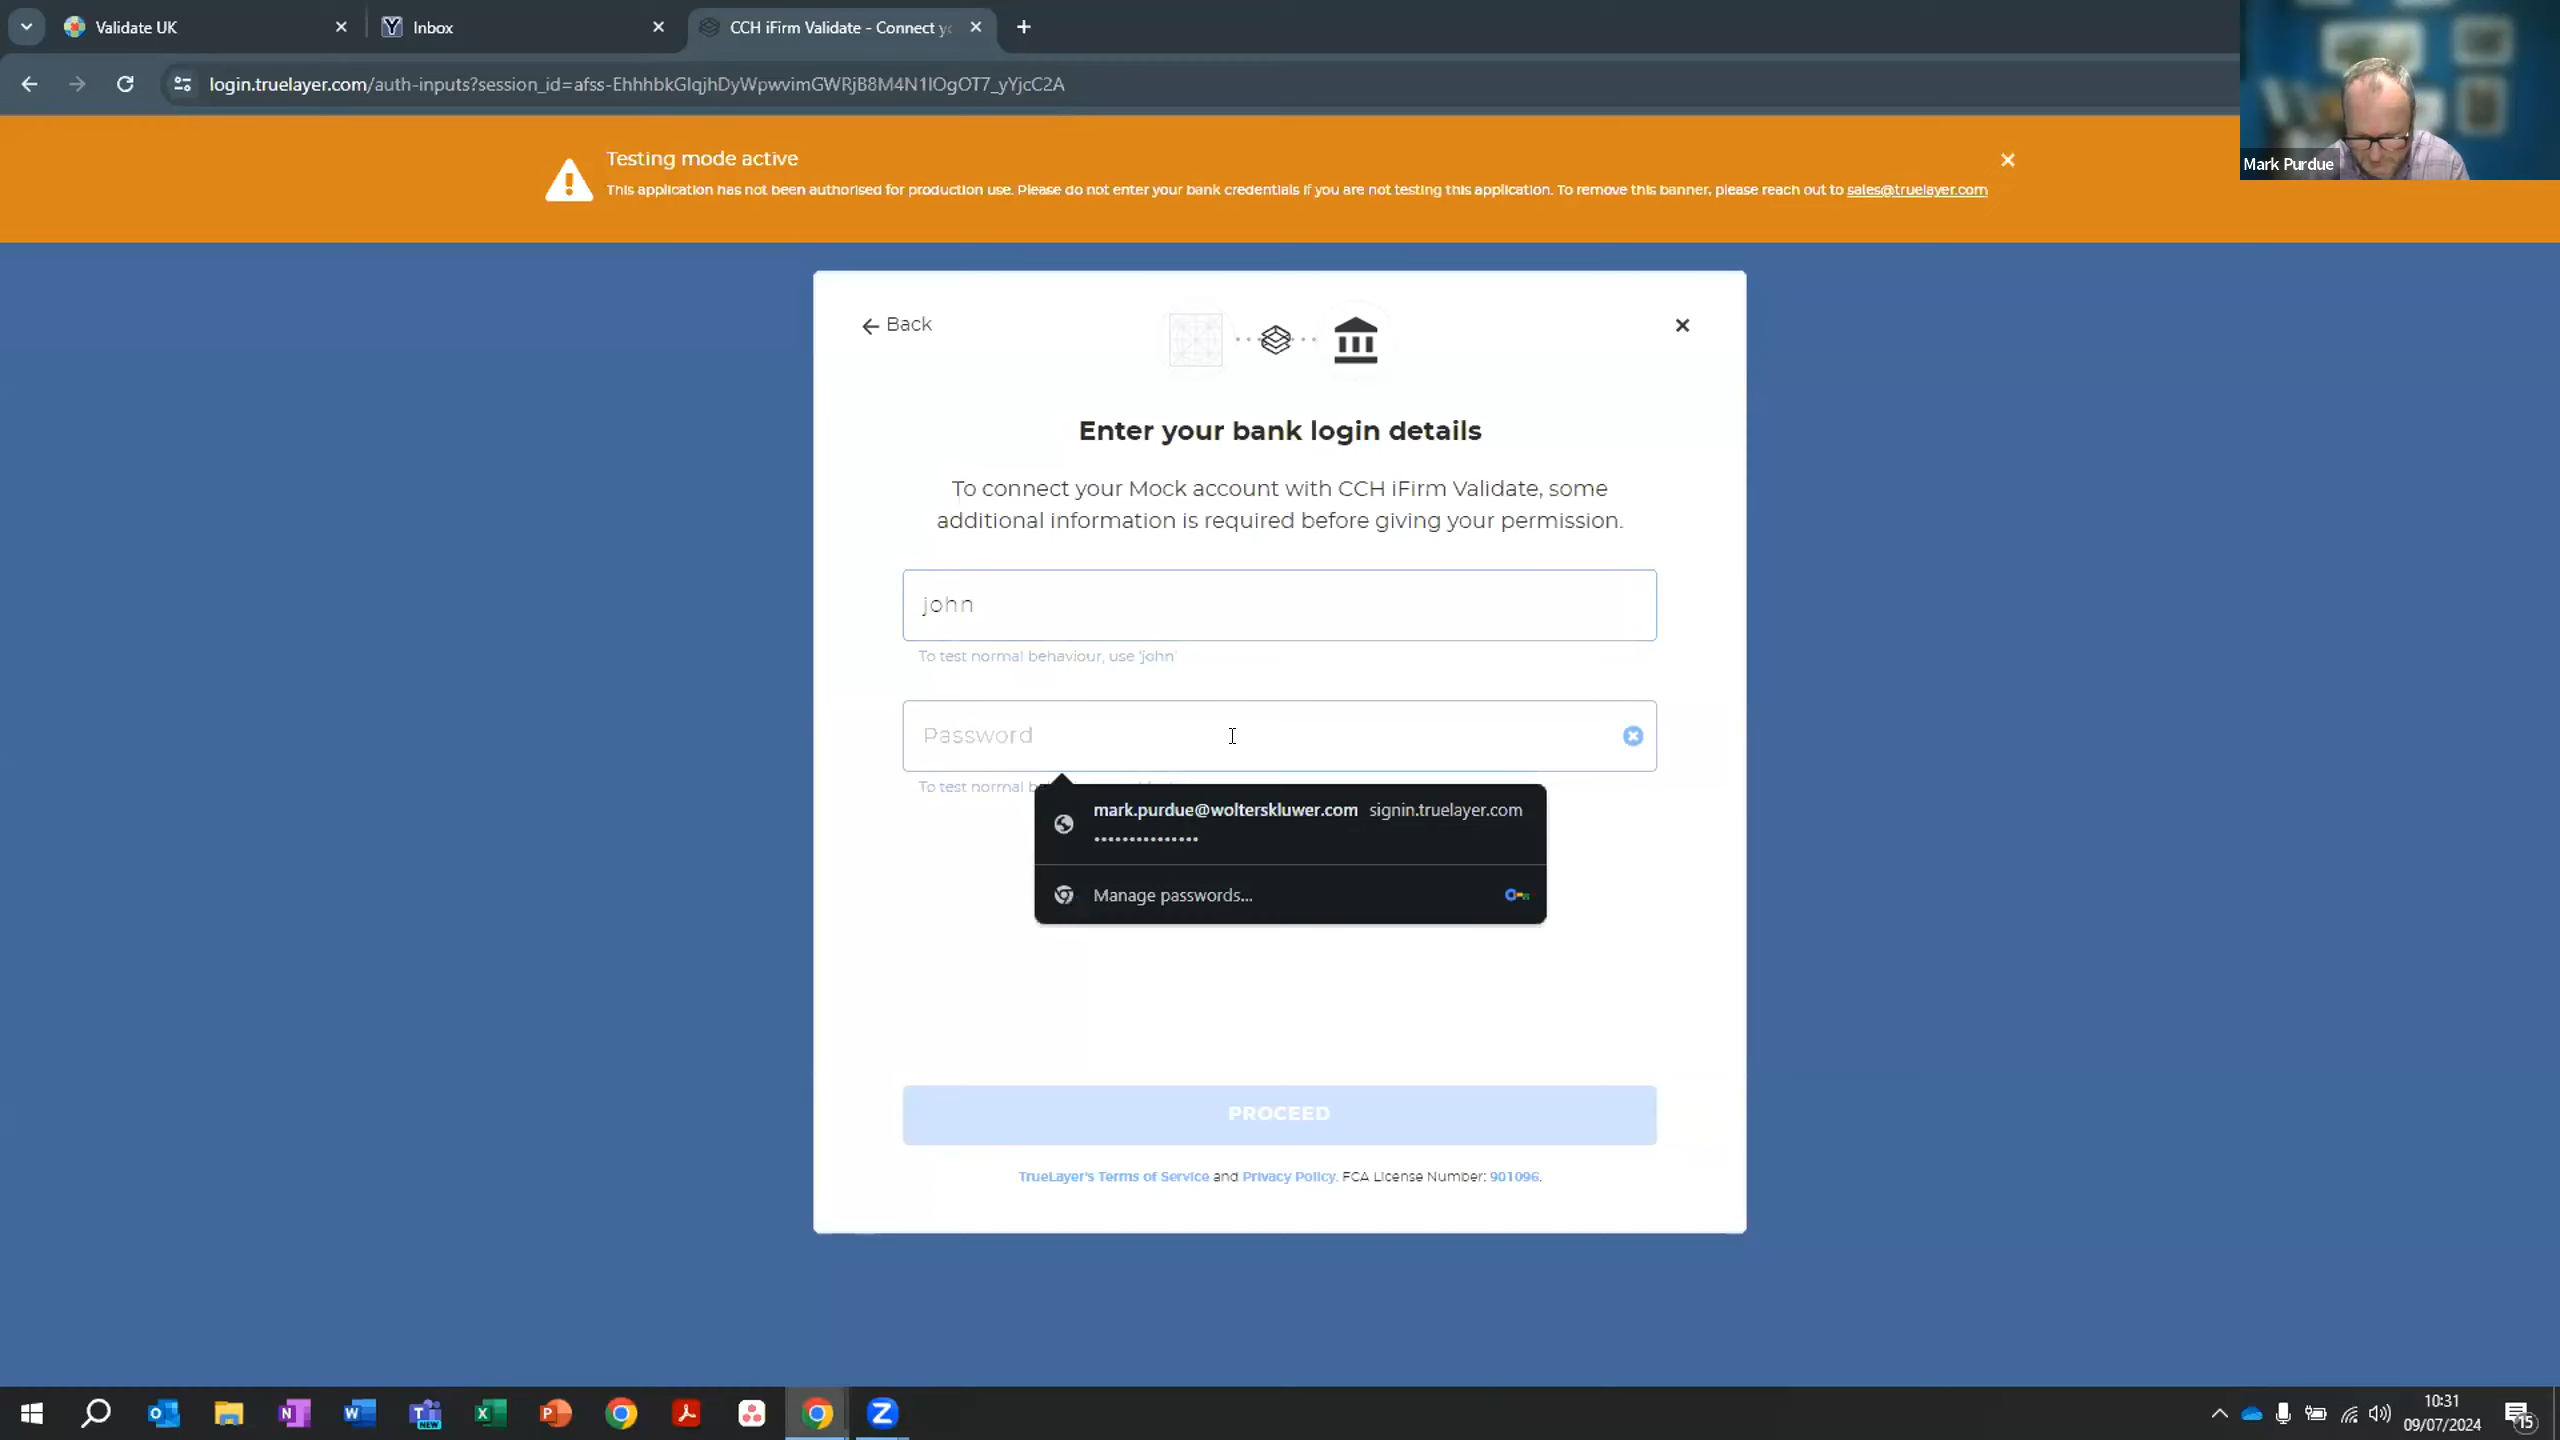 Validate UK
Inbox
CCH iFirm Validate - Connect yo
login.truelayer.com/auth-inputs?session_id=afss-EhhhbkGlqjhDyWpwvimGWRjB8M4N1lOgOT7_yYjcC2A
Mark Purdue
Testing mode active
This application has not been authorised for production use. Please do not enter your bank credentials if you are not testing this application. To remove this banner, please reach out to sales@truelayer.com
Back
Enter your bank login details
To connect your Mock account with CCH iFirm Validate, some
additional information is required before giving your permission.
john
To test normal behaviour, use 'john'
Password
To test normal b
mark.purdue@wolterskluwer.com signin.truelayer.com
Manage passwords...
PROCEED
TrueLayer's Terms of Service and Privacy Policy. FCA License Number: 901096.
10:31
09/07/2024
15